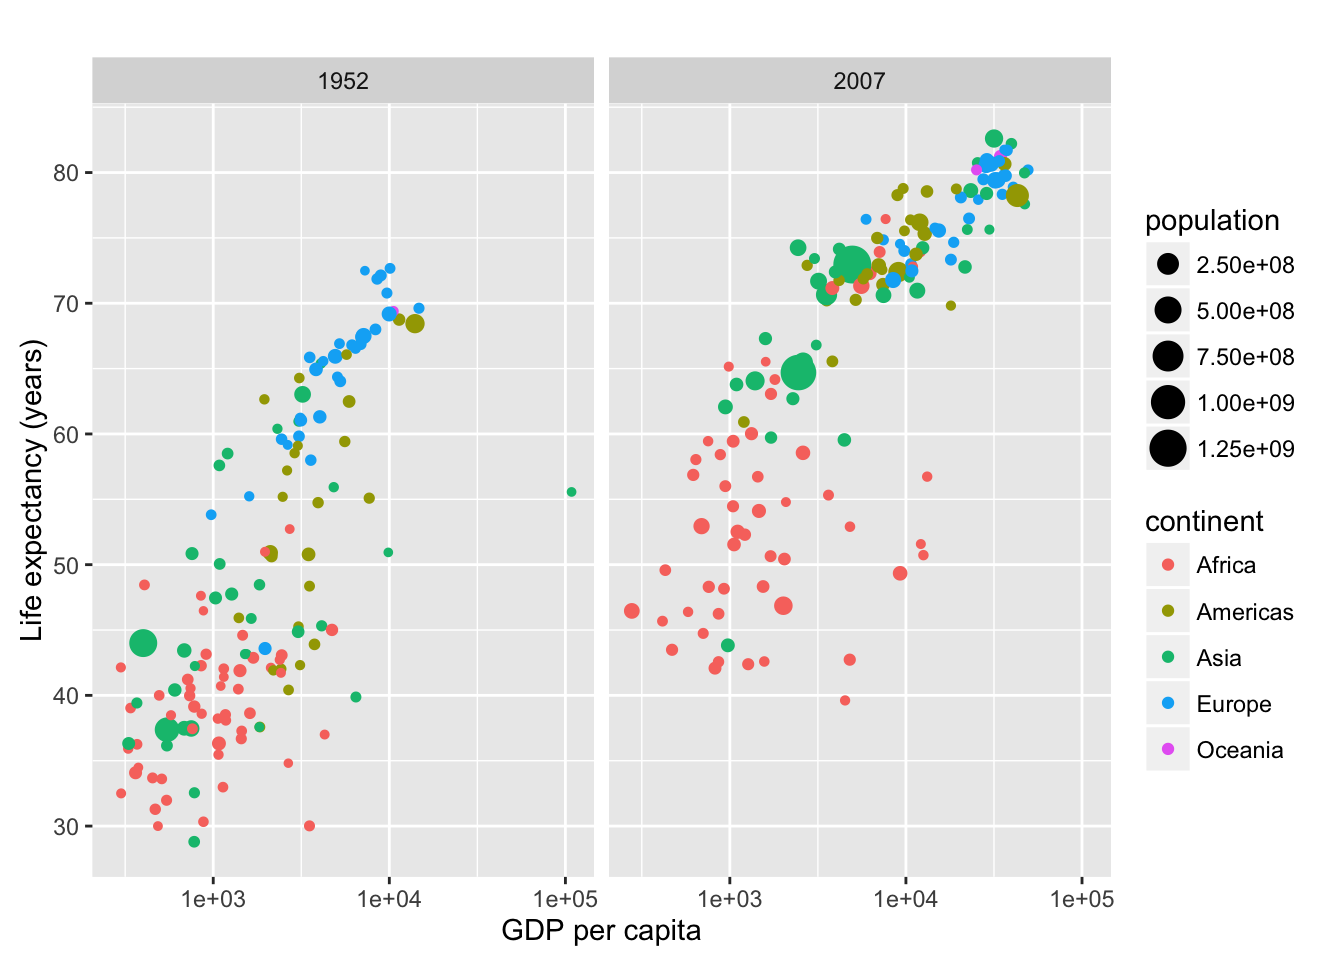 1952
2007
Life expectancy (years)
80
70
60
50
40
30
1e+03
1e+04
1e+05
1e+03
1e+04
1e+05
GDP per capita
population
2.50e+08
5.00e+08
7.50e+08
1.00e+09
1.25e+09
continent
Africa
Americas
Asia
Europe
Oceania